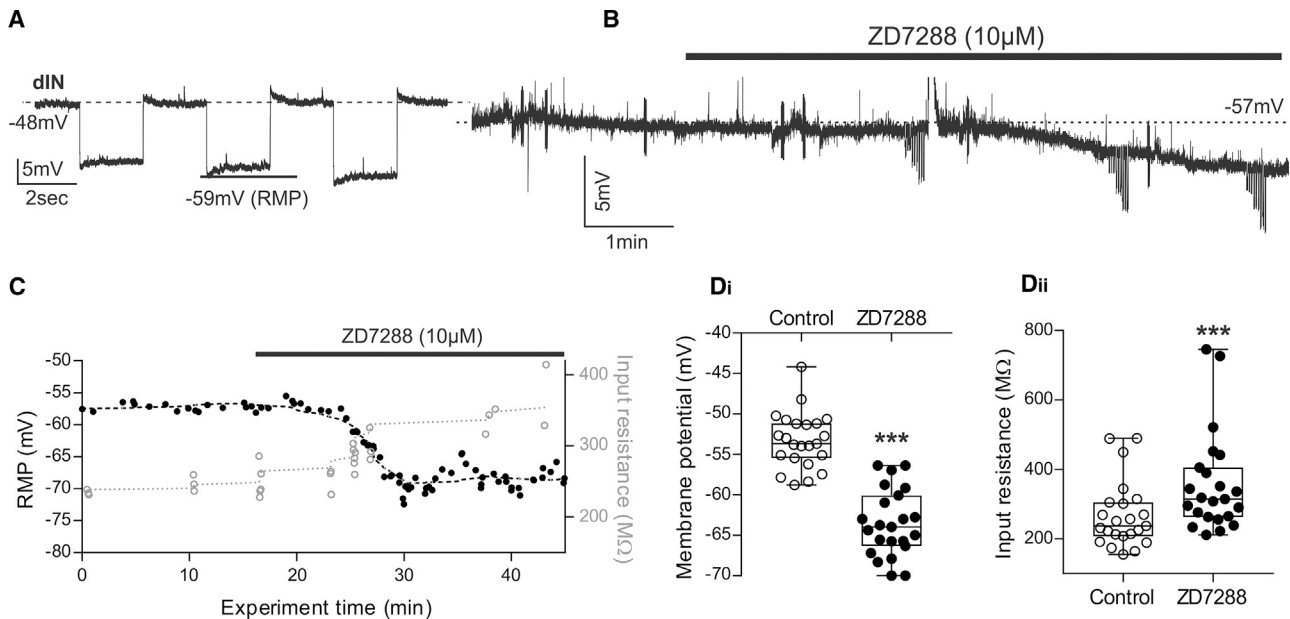 A
B
ZD7288 (10µM)
dIN
-48mV
5mV
2sec
-59mV (RMP)
-57mV
5mV
1min
C
ZD7288 (10µM)
RMP (mV)
-50
-55
-60
-65
-70
-75
-80
0
20
30
40
Experiment time (min)
400
300
200
Input resistance (MΩ)
Di
Control
ZD7288
Membrane potential (mV)
-40
-45
-50
-55
-60
-65
-70
***
Dii
Input resistance (MΩ)
800
600
400
200
***
Control
ZD7288
10